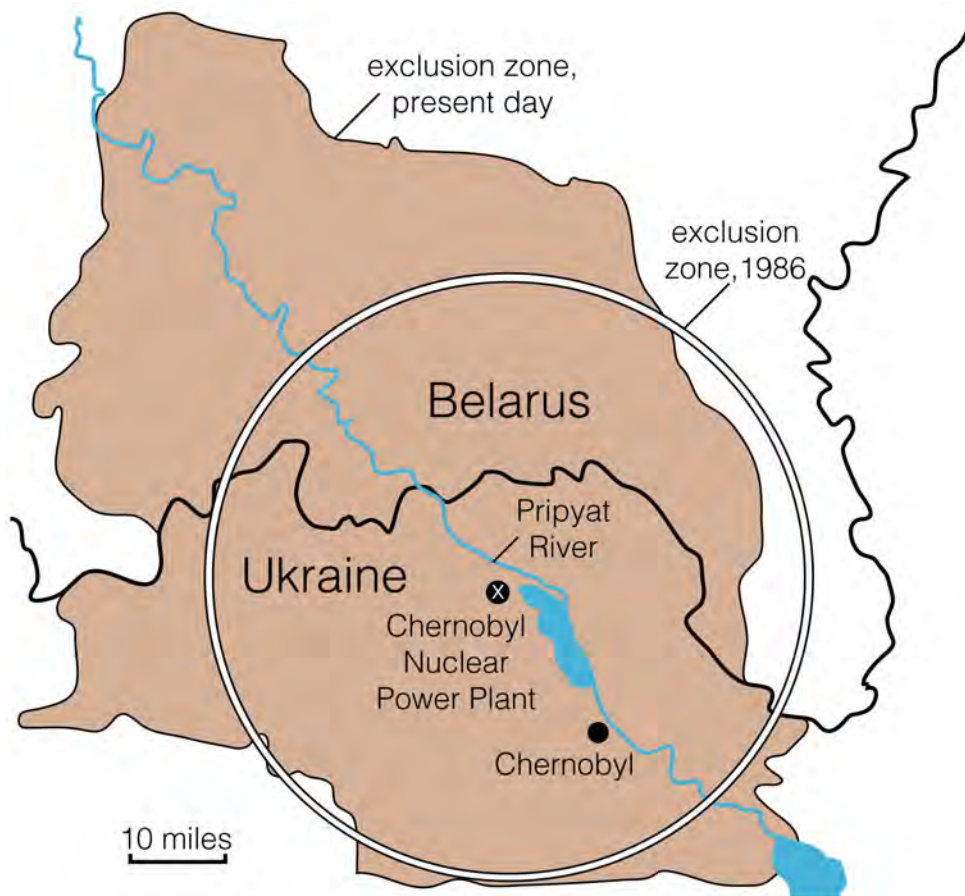 exclusion zone,
present day
exclusion
zone, 1986
Belarus
Pripyat
River
Ukraine
X
Chernobyl
Nuclear
Power Plant
Chernobyl
10 miles